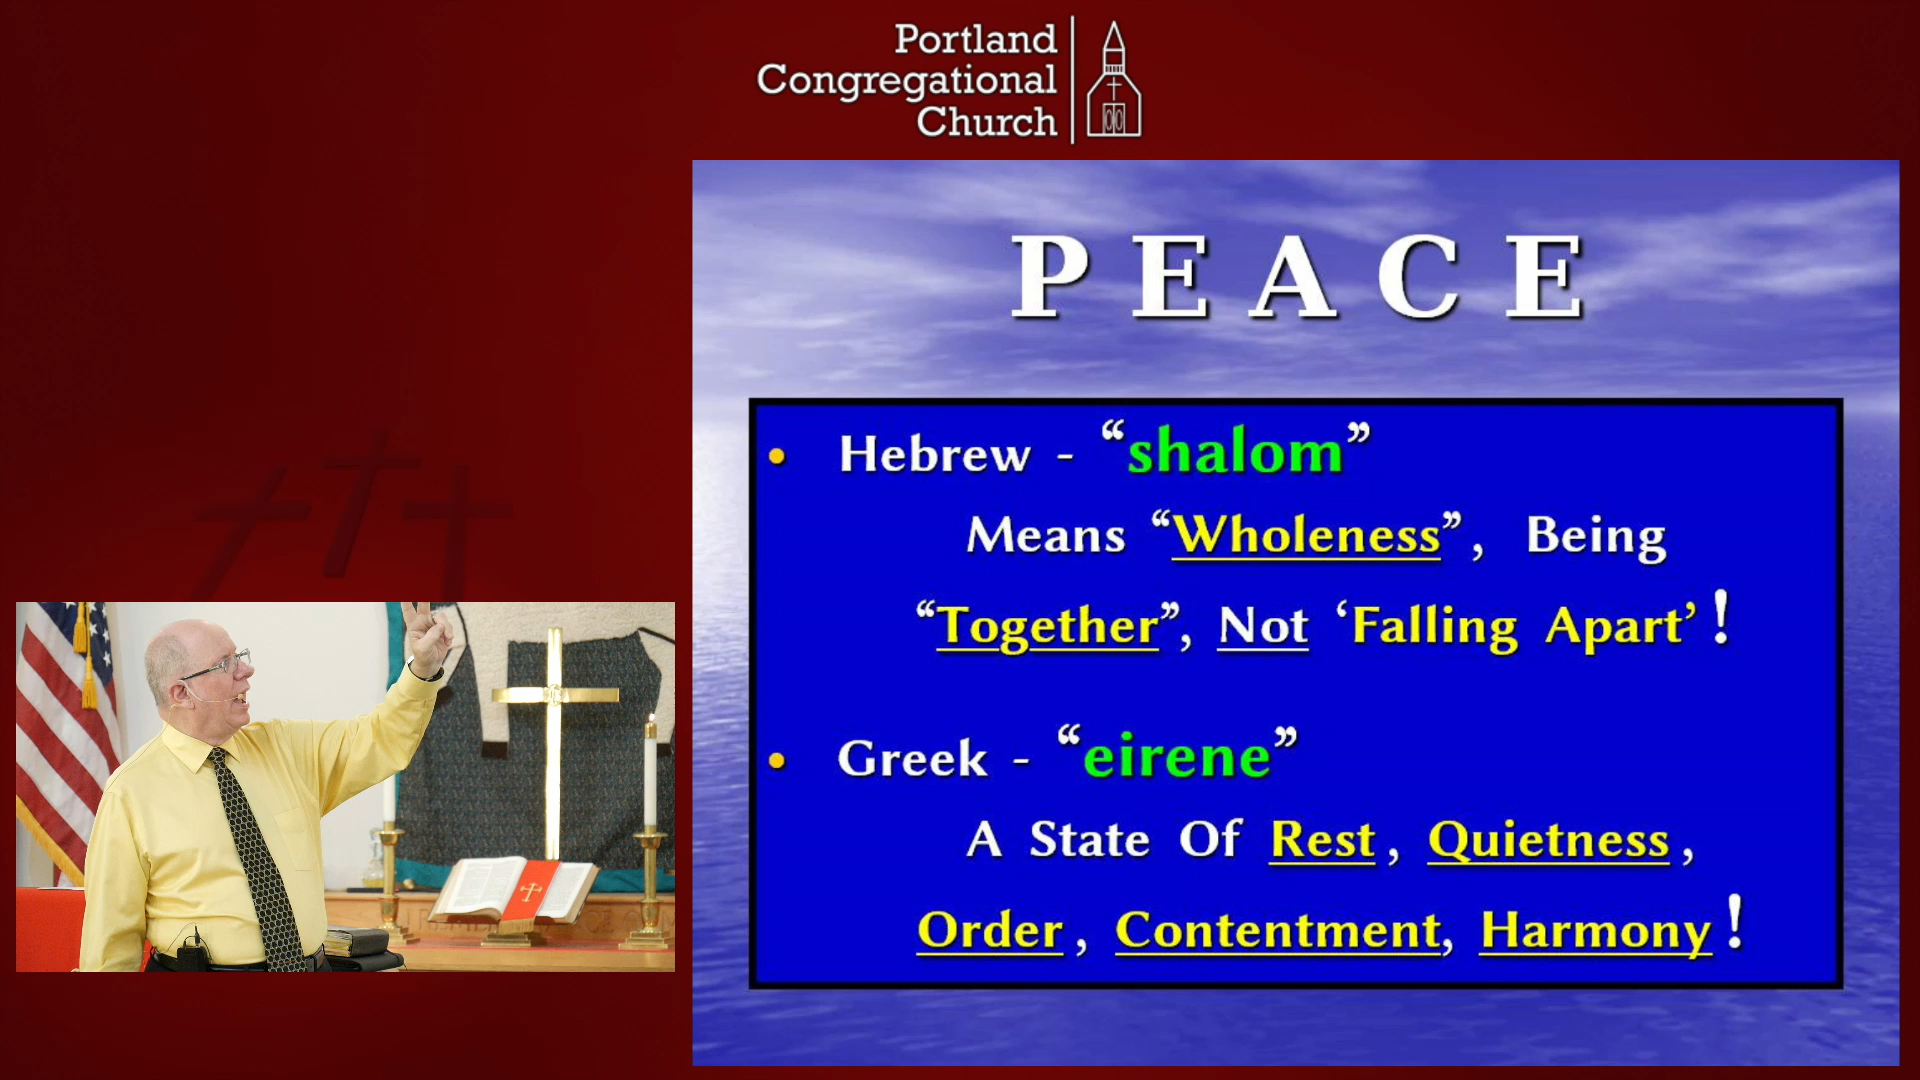 Portland
Congregational
Church
P E A C E
• Hebrew - “shalom”
Means “Wholeness”, Being
“Together”, Not ‘Falling Apart’ !
• Greek - “eirene”
A State Of Rest, Quietness,
Order, Contentment, Harmony !